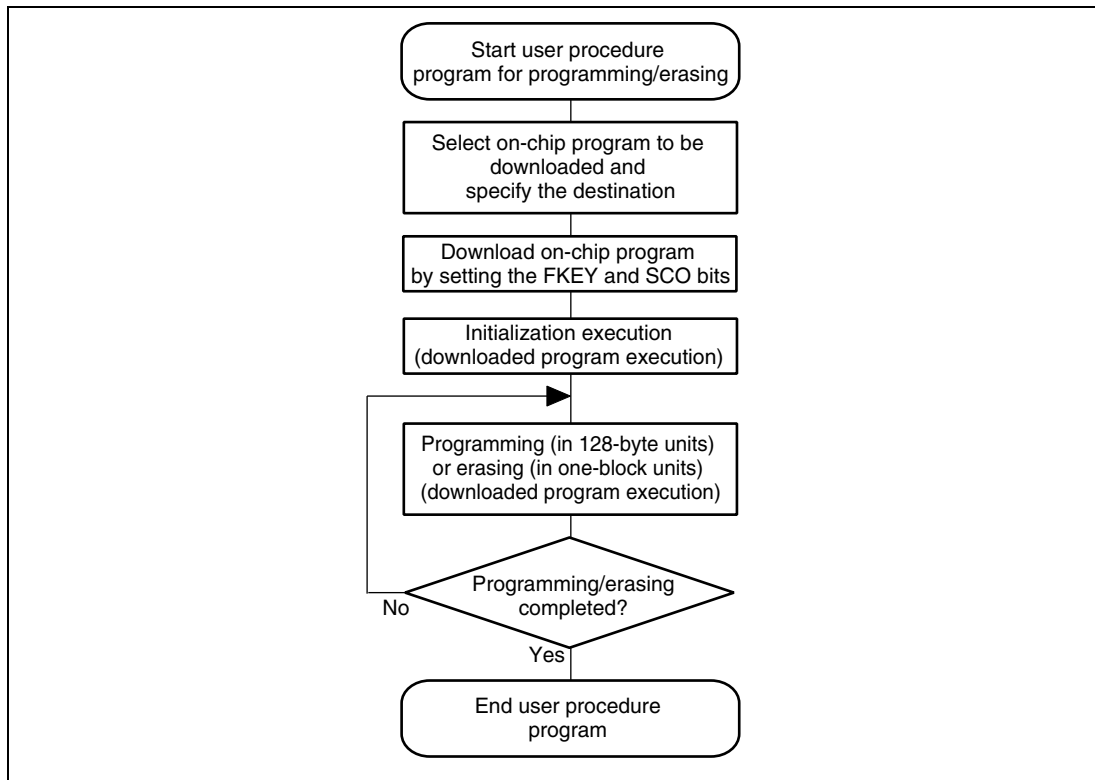 Start user procedure
program for programming/erasing
Select on-chip program to be
downloaded and
specify the destination
Download on-chip program
by setting the FKEY and SCO bits
Initialization execution
(downloaded program execution)
Programming (in 128-byte units)
or erasing (in one-block units)
(downloaded program execution)
Programming/erasing
completed?
No
Yes
End user procedure
program